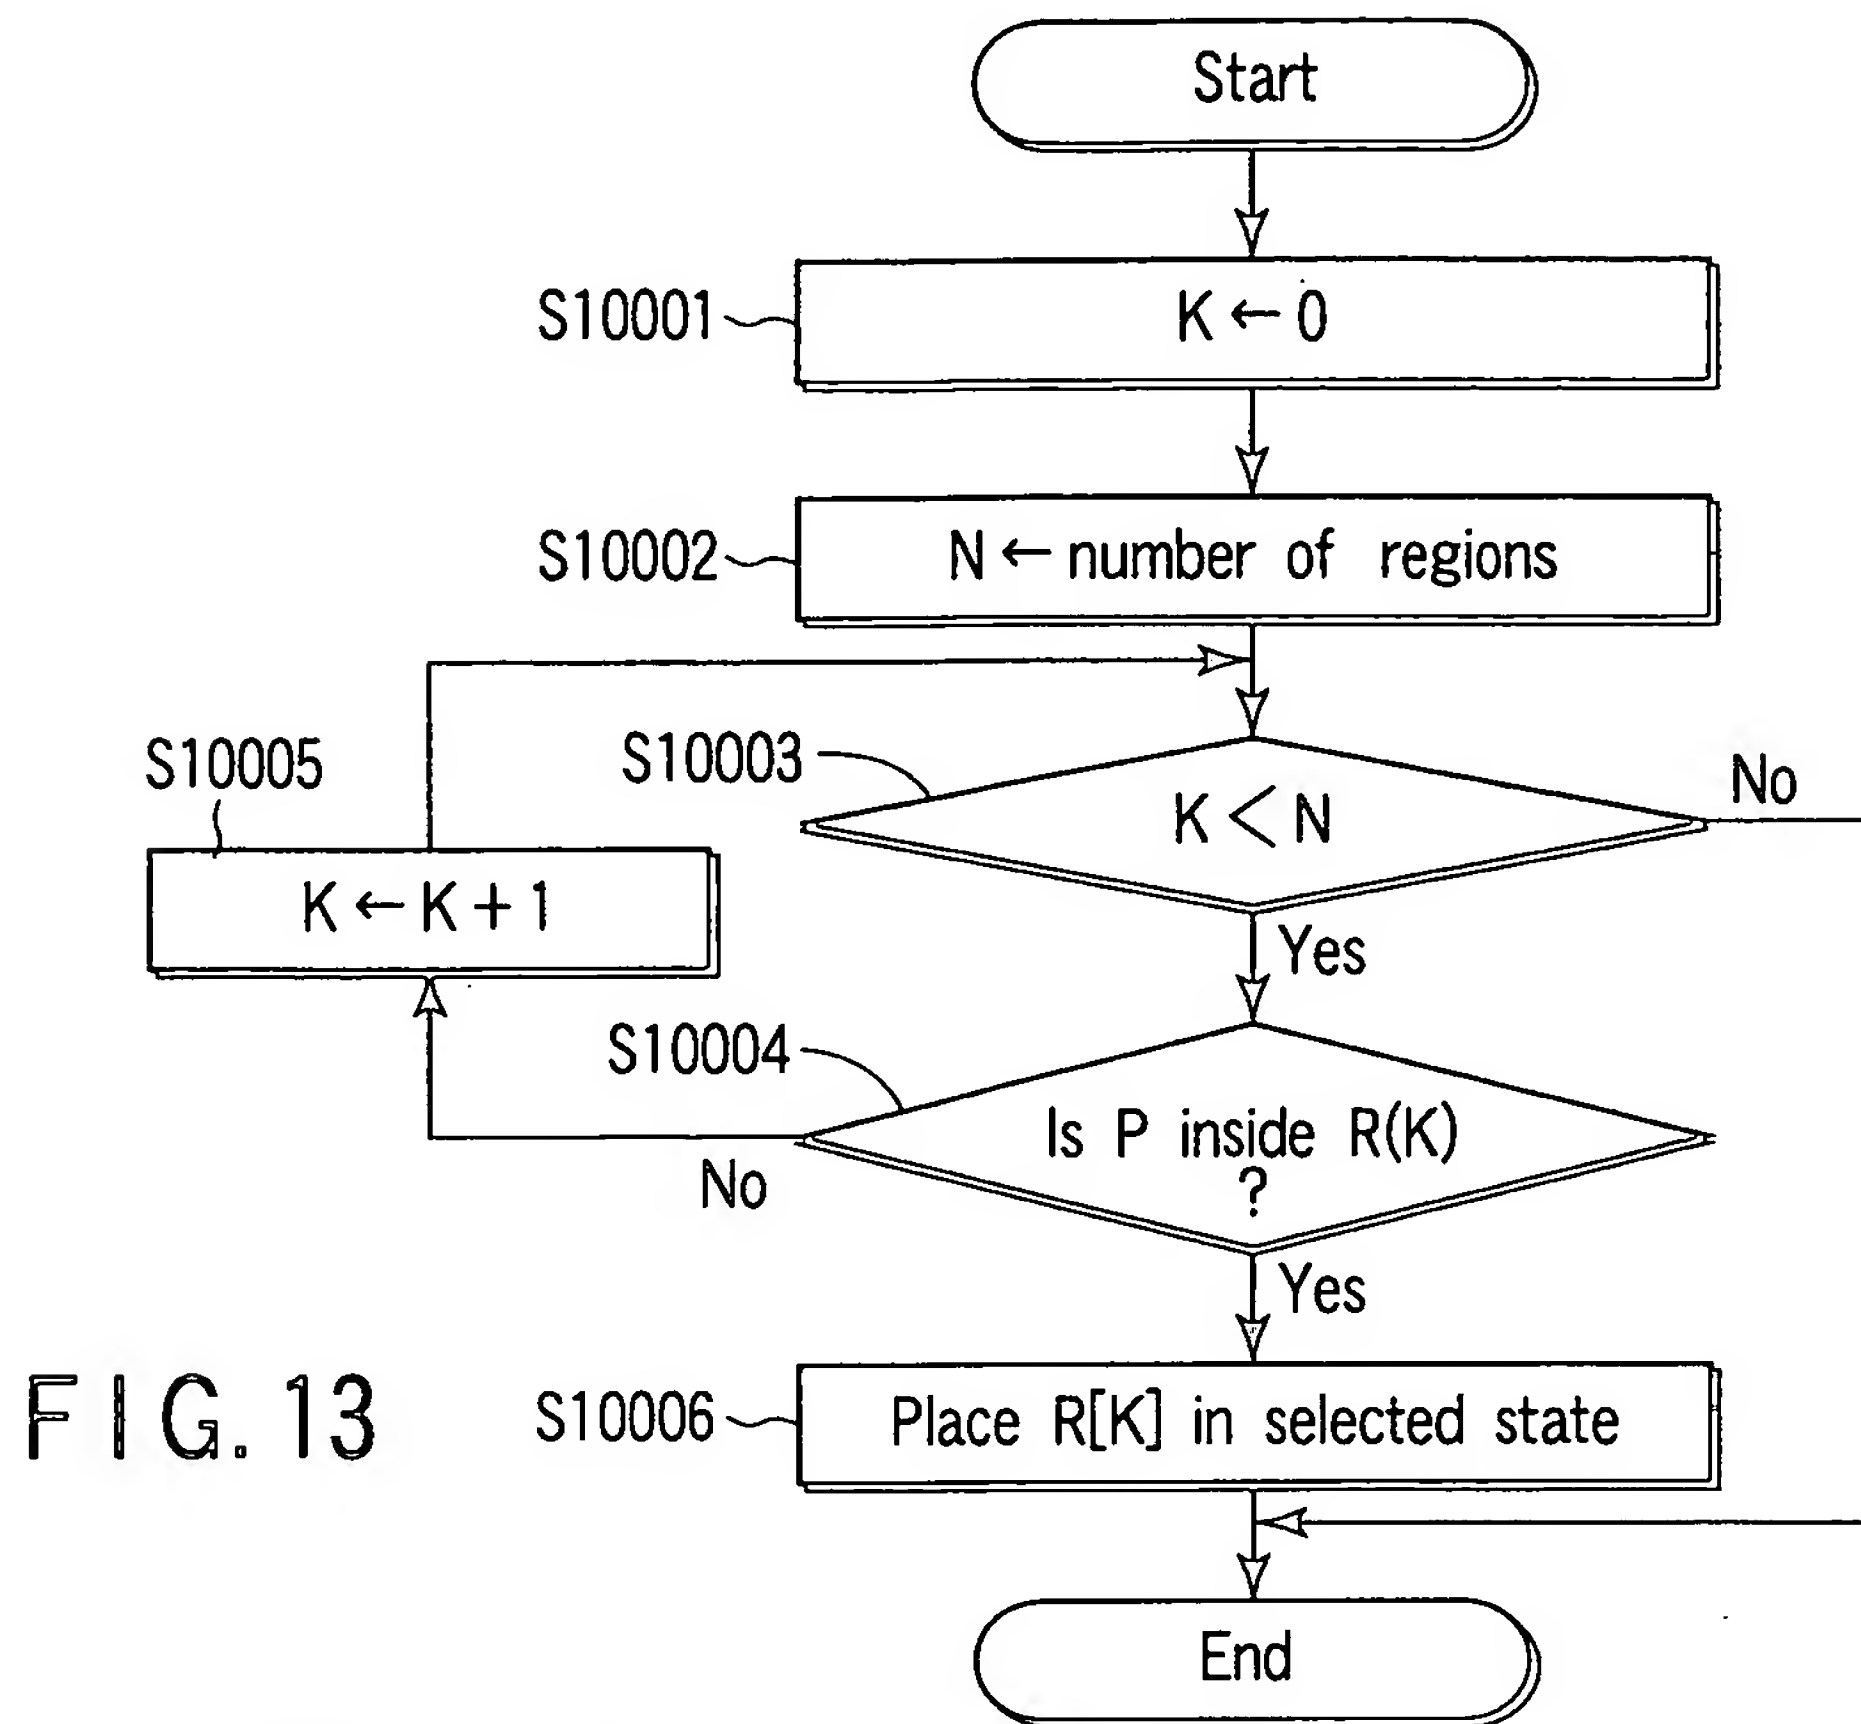 Start
S10001
K ← 0
S10002
N ← number of regions
S10005
S10003
K < N
No
K ← K + 1
Yes
S10004
Is P inside R(K)
?
No
Yes
FIG. 13
S10006
Place R[K] in selected state
End